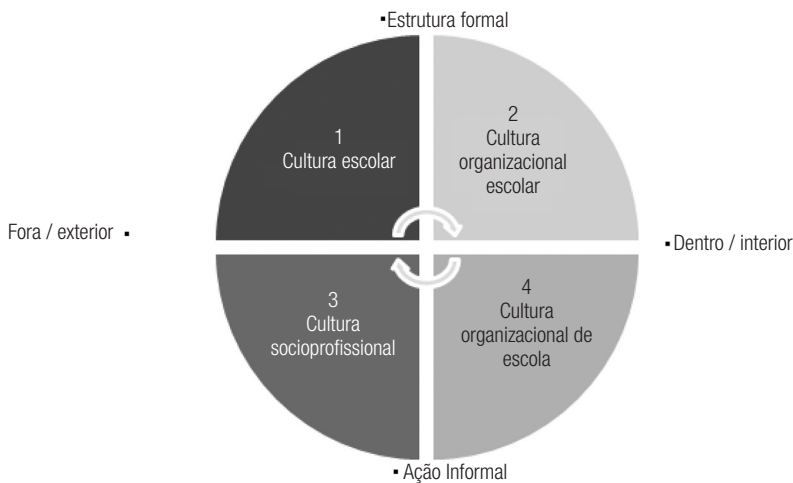 ▪Estrutura formal
1
Cultura escolar
2
Cultura
organizacional
escolar
Fora / exterior ▪
▪Dentro / interior
3
Cultura
socioprofissional
4
Cultura
organizacional de
escola
▪ Ação Informal